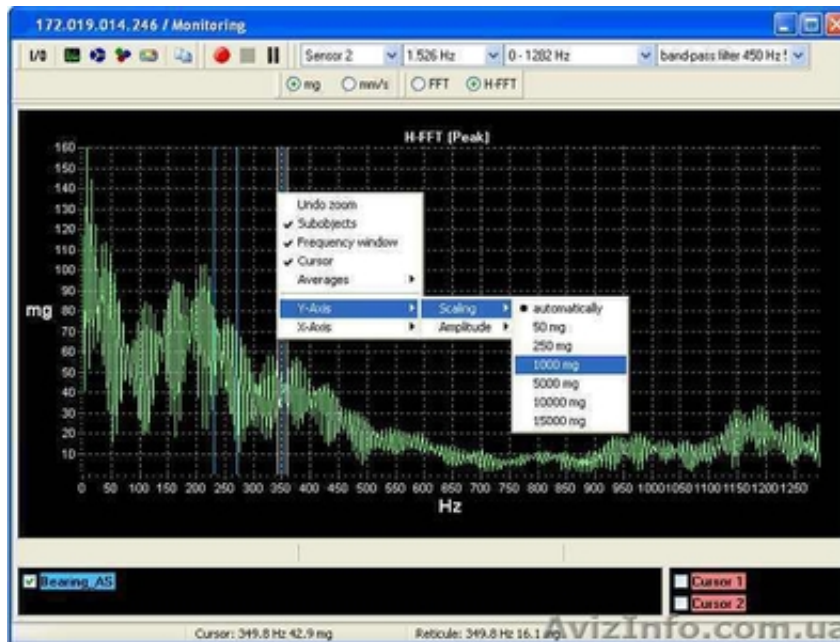 172.019.014.246 / Monitoring
I/O Sensor 2 1.526 Hz 0 - 1282 Hz band-pass filter 450 Hz
mg mm/s FFT H-FFT
H-FFT [Peak]
160
150
140
130
120
110
100
90
80
70
60
50
40
30
20
10
mg
Undo zoom
Subobjects
Frequency window
Cursor
Averages
Y-Axis
X-Axis
Scaling
Amplitude
automatically
50 mg
250 mg
1000 mg
5000 mg
10000 mg
15000 mg
0 50 100 150 200 250 300 350 400 450 500 550 600 650 700 750 800 850 900 950 1000 1050 1100 1150 1200 1250
Hz
Bearing_AS
Cursor 1
Cursor 2
Cursor: 349.8 Hz 42.9 mg Reticule: 349.8 Hz 16.1 mg
AvizInfo.com.ua